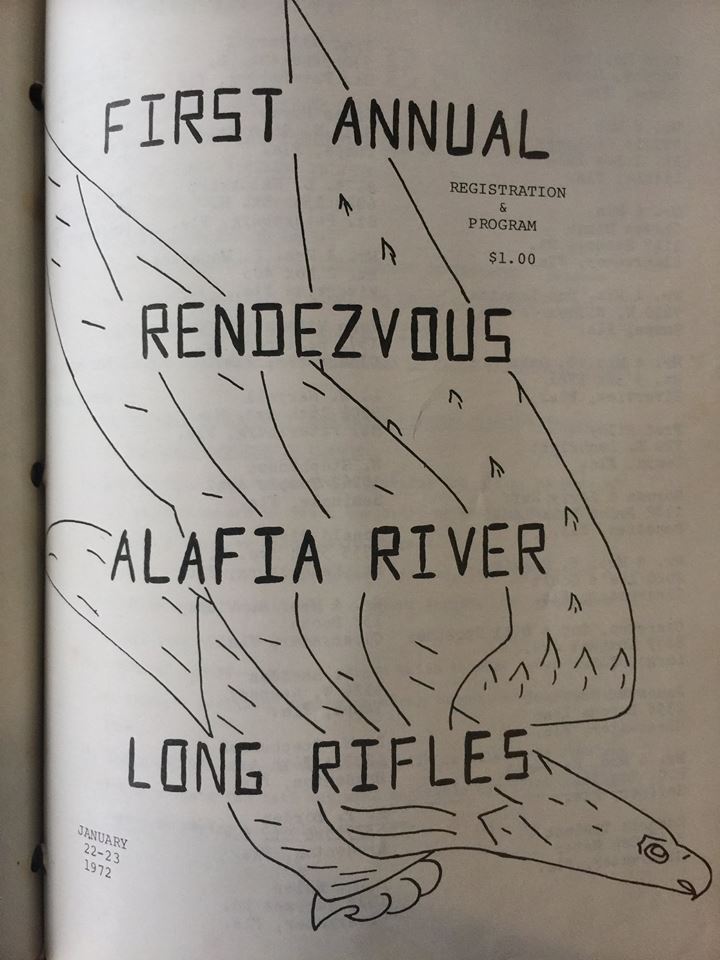 FIRST ANNUAL
REGISTRATION
&
PROGRAM
$1.00
RENDEZVOUS
ALAFIA RIVER
LONG RIFLES
JANUARY
22-23
1972